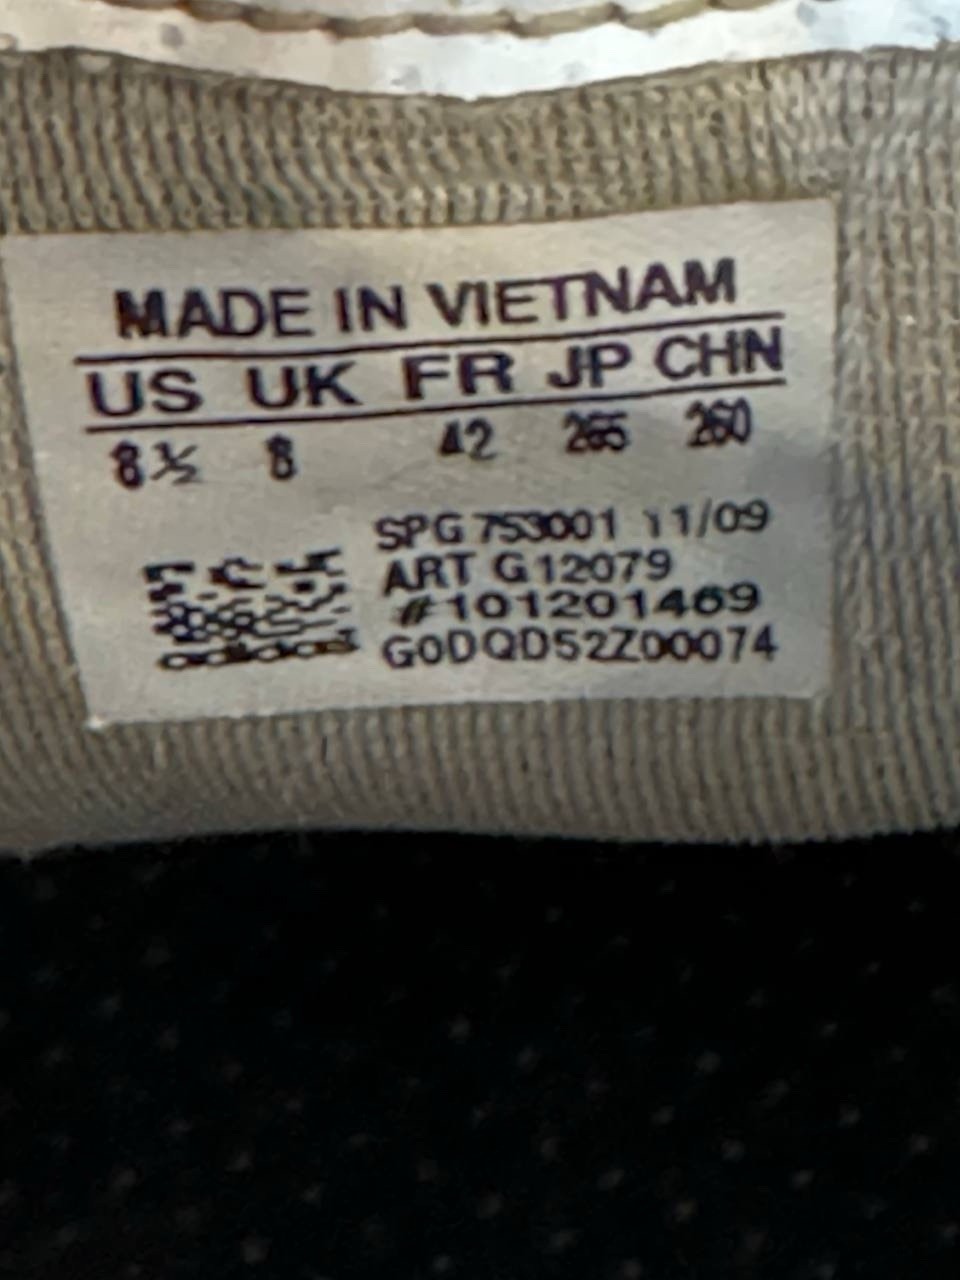 MADE IN VIETNAM
US UK FR JP CHN
8½ 8 42 265 260
SPG 753001 11/09
ART G12079
#101201469
G0DQD52Z00074
adidas